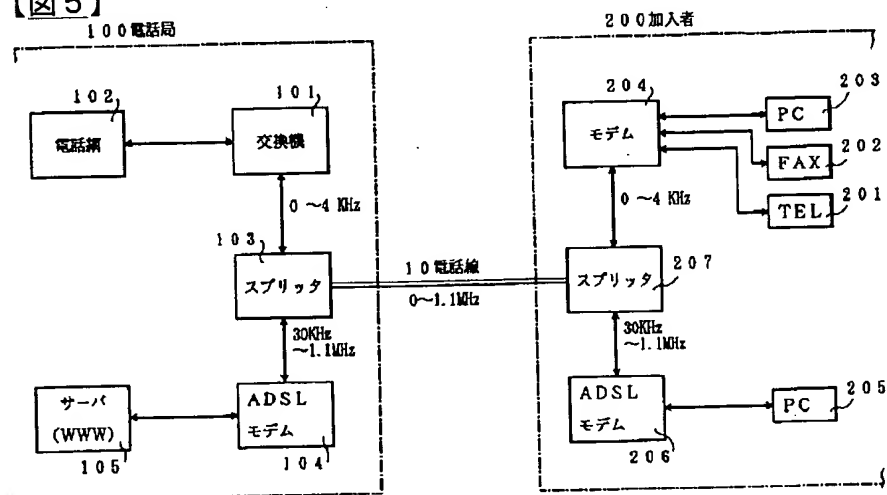 【図5】
100電話局
200加入者
102
101
電話網
交換機
0 ～4 KHz
103
スプリッタ
30KHz
～1.1MHz
サーバ
(WWW)
105
ADSL
モデム
104
10電話線
0～1.1MHz
204
モデム
203
PC
202
FAX
201
TEL
0 ～4 KHz
207
スプリッタ
30KHz
～1.1MHz
ADSL
モデム
206
205
PC